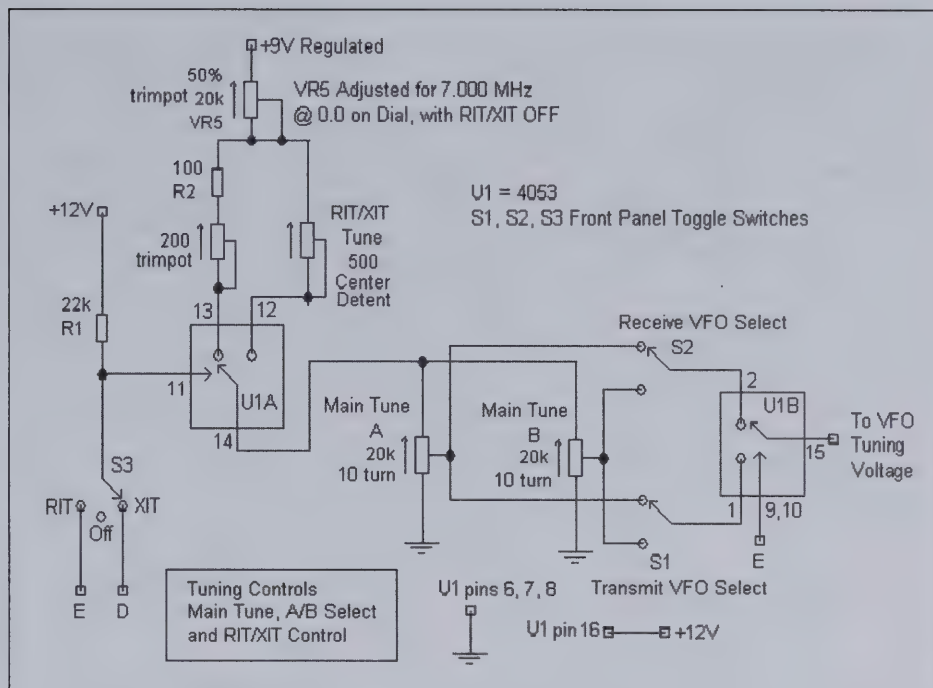 +9V Regulated
50%
trimpot 20k
VR5
VR5 Adjusted for 7.000 MHz
@ 0.0 on Dial, with RIT/XIT OFF
100
R2
+12V
200
trimpot
RIT/XIT
Tune
500
Center
Detent
U1 = 4053
S1, S2, S3 Front Panel Toggle Switches
22k
R1
13
12
11
U1A
14
Receive VFO Select
S2
2
U1B
Main Tune
A
20k
10 turn
Main Tune
B
20k
10 turn
15
To VFO
Tuning
Voltage
1
9,10
E
S3
RIT
XIT
Off
E
D
S1
Transmit VFO Select
Tuning Controls
Main Tune, A/B Select
and RIT/XIT Control
U1 pins 6, 7, 8
U1 pin 16
+12V